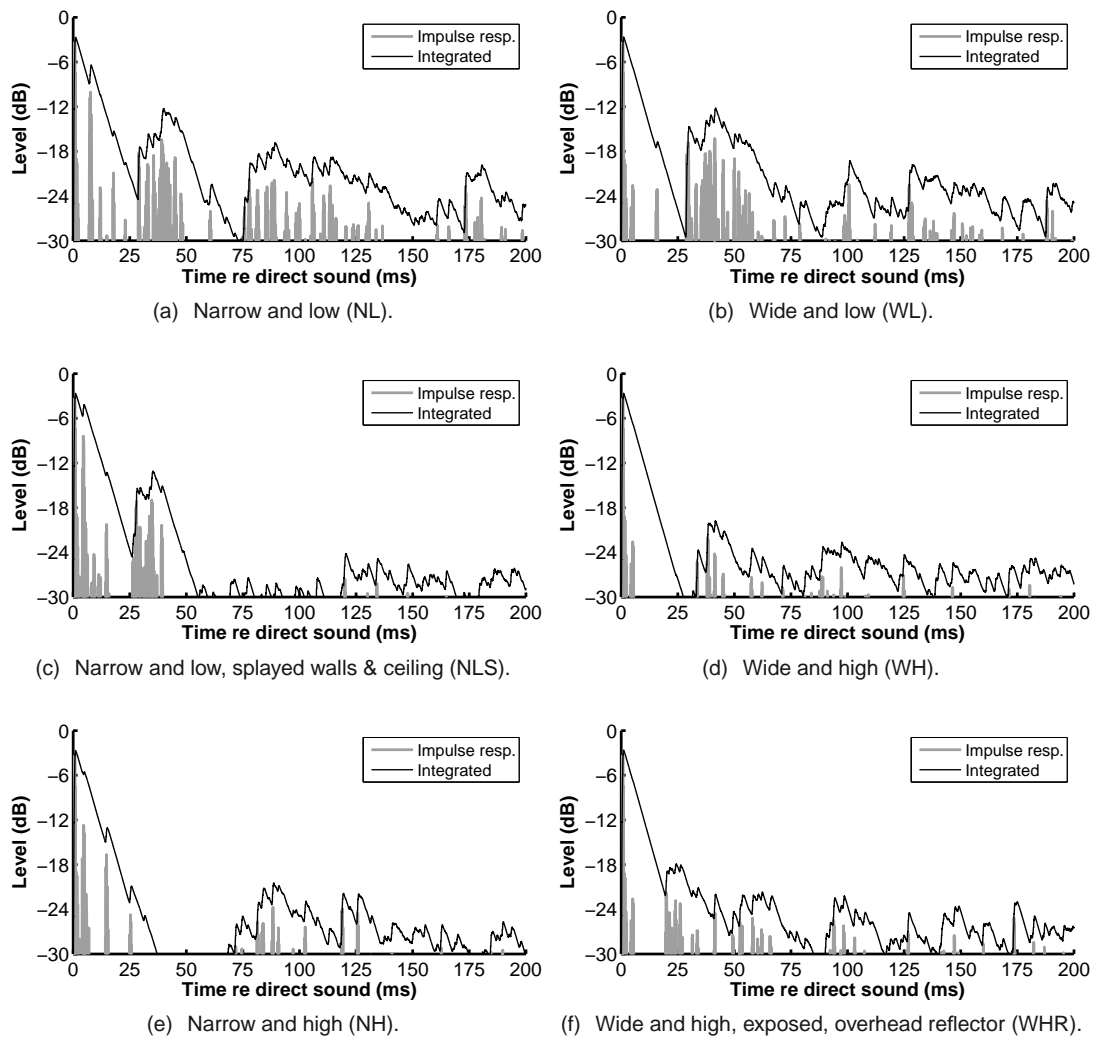 0
−6
−12
−18
−24
−30
Level (dB)
0 25 50 75 100 125 150 175 200
Time re direct sound (ms)
Impulse resp.
Integrated
(a) Narrow and low (NL).
0
−6
−12
−18
−24
−30
Level (dB)
0 25 50 75 100 125 150 175 200
Time re direct sound (ms)
Impulse resp.
Integrated
(b) Wide and low (WL).
0
−6
−12
−18
−24
−30
Level (dB)
0 25 50 75 100 125 150 175 200
Time re direct sound (ms)
Impulse resp.
Integrated
(c) Narrow and low, splayed walls & ceiling (NLS).
0
−6
−12
−18
−24
−30
Level (dB)
0 25 50 75 100 125 150 175 200
Time re direct sound (ms)
Impulse resp.
Integrated
(d) Wide and high (WH).
0
−6
−12
−18
−24
−30
Level (dB)
0 25 50 75 100 125 150 175 200
Time re direct sound (ms)
Impulse resp.
Integrated
(e) Narrow and high (NH).
0
−6
−12
−18
−24
−30
Level (dB)
0 25 50 75 100 125 150 175 200
Time re direct sound (ms)
Impulse resp.
Integrated
(f) Wide and high, exposed, overhead reflector (WHR).